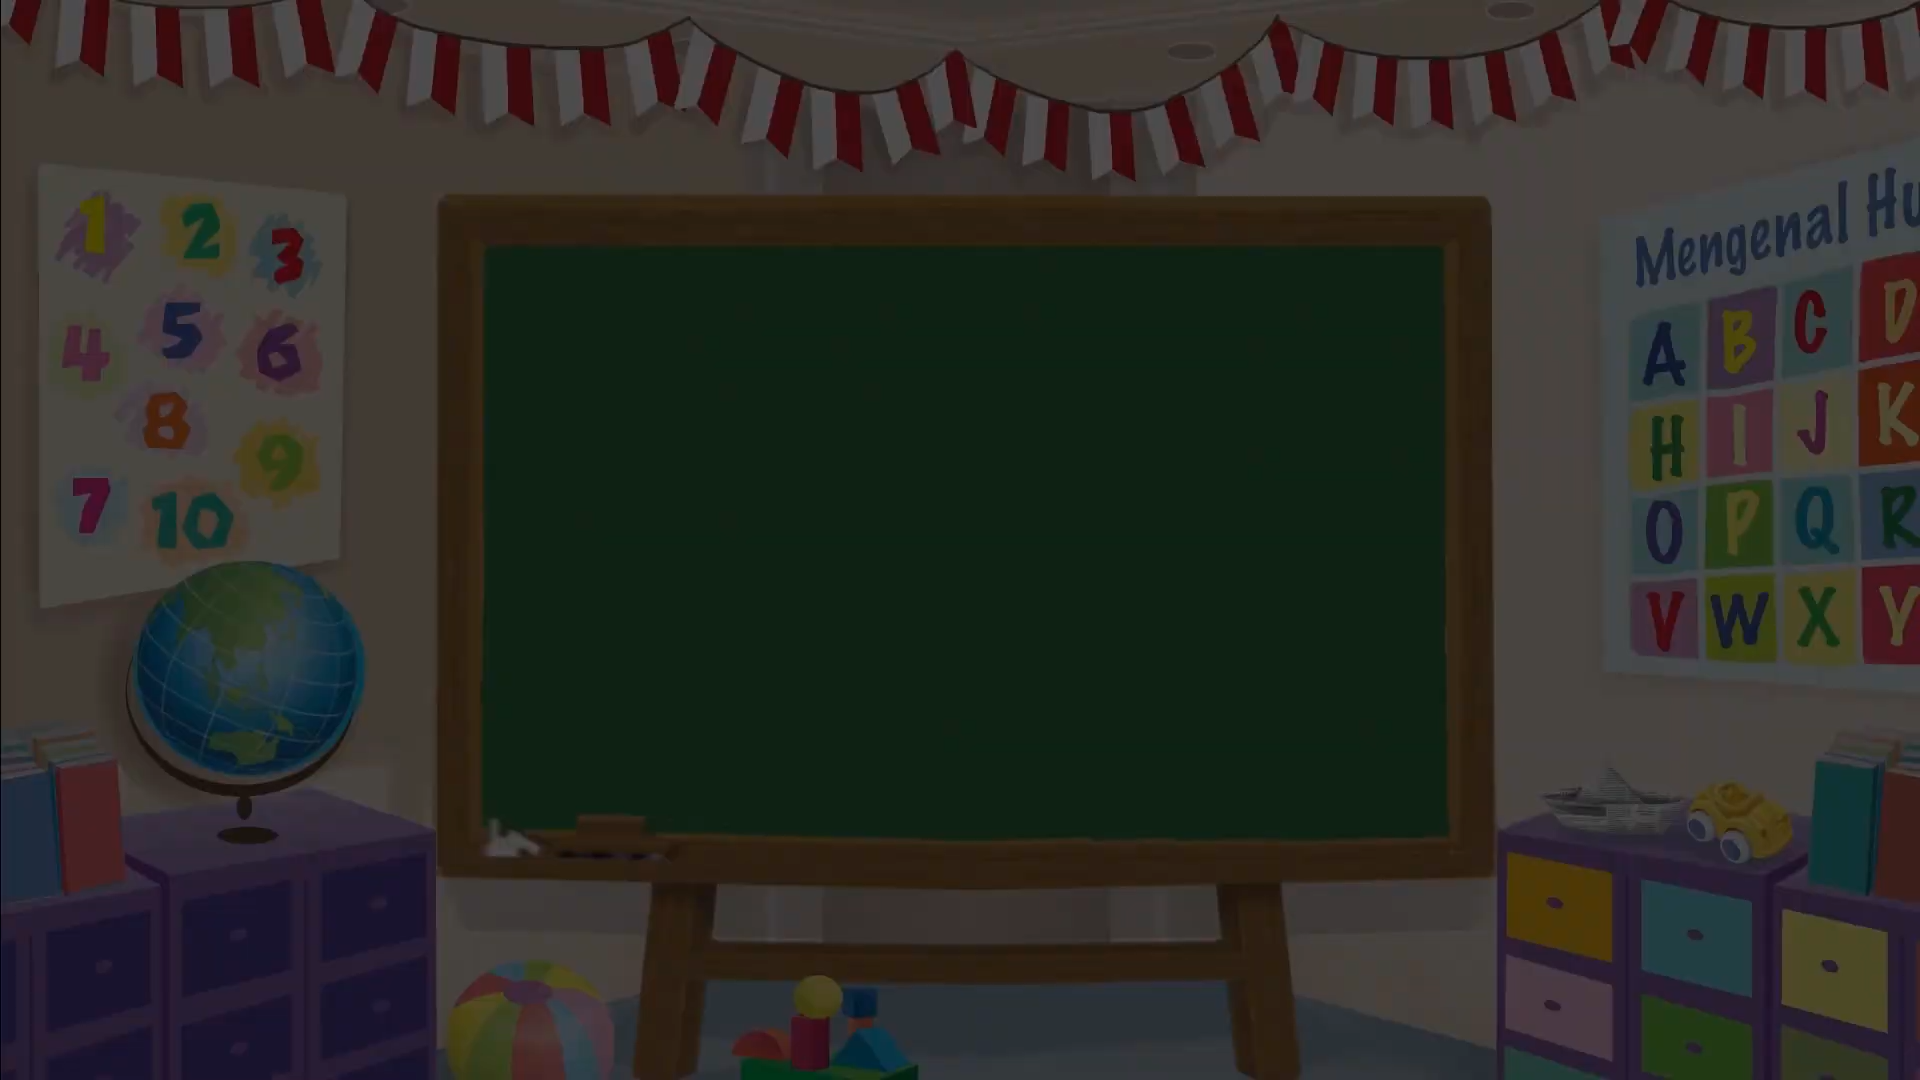 1 2 3
4 5 6
8 9
7 10
Mengenal Hu
A B C D
H I J K
O P Q R
V W X Y